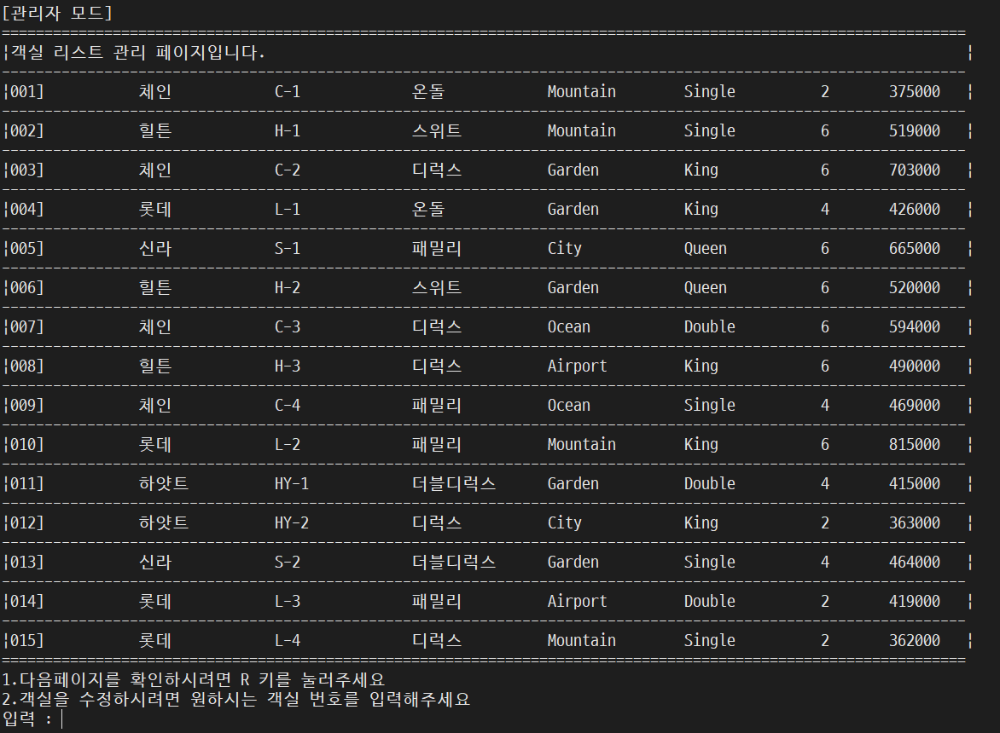 [관리자 모드]
=================================================================================================================
¦객실 리스트 관리 페이지입니다. ¦
-----------------------------------------------------------------------------------------------------------------
¦001] 체인 C-1 온돌 Mountain Single 2 375000 ¦
-----------------------------------------------------------------------------------------------------------------
¦002] 힐튼 H-1 스위트 Mountain Single 6 519000 ¦
-----------------------------------------------------------------------------------------------------------------
¦003] 체인 C-2 디럭스 Garden King 6 703000 ¦
-----------------------------------------------------------------------------------------------------------------
¦004] 롯데 L-1 온돌 Garden King 4 426000 ¦
-----------------------------------------------------------------------------------------------------------------
¦005] 신라 S-1 패밀리 City Queen 6 665000 ¦
-----------------------------------------------------------------------------------------------------------------
¦006] 힐튼 H-2 스위트 Garden Queen 6 520000 ¦
-----------------------------------------------------------------------------------------------------------------
¦007] 체인 C-3 디럭스 Ocean Double 6 594000 ¦
-----------------------------------------------------------------------------------------------------------------
¦008] 힐튼 H-3 디럭스 Airport King 6 490000 ¦
-----------------------------------------------------------------------------------------------------------------
¦009] 체인 C-4 패밀리 Ocean Single 4 469000 ¦
-----------------------------------------------------------------------------------------------------------------
¦010] 롯데 L-2 패밀리 Mountain King 6 815000 ¦
-----------------------------------------------------------------------------------------------------------------
¦011] 하얏트 HY-1 더블디럭스 Garden Double 4 415000 ¦
-----------------------------------------------------------------------------------------------------------------
¦012] 하얏트 HY-2 디럭스 City King 2 363000 ¦
-----------------------------------------------------------------------------------------------------------------
¦013] 신라 S-2 더블디럭스 Garden Single 4 464000 ¦
-----------------------------------------------------------------------------------------------------------------
¦014] 롯데 L-3 패밀리 Airport Double 2 419000 ¦
-----------------------------------------------------------------------------------------------------------------
¦015] 롯데 L-4 디럭스 Mountain Single 2 362000 ¦
=================================================================================================================
1.다음페이지를 확인하시려면 R 키를 눌러주세요
2.객실을 수정하시려면 원하시는 객실 번호를 입력해주세요
입력 :